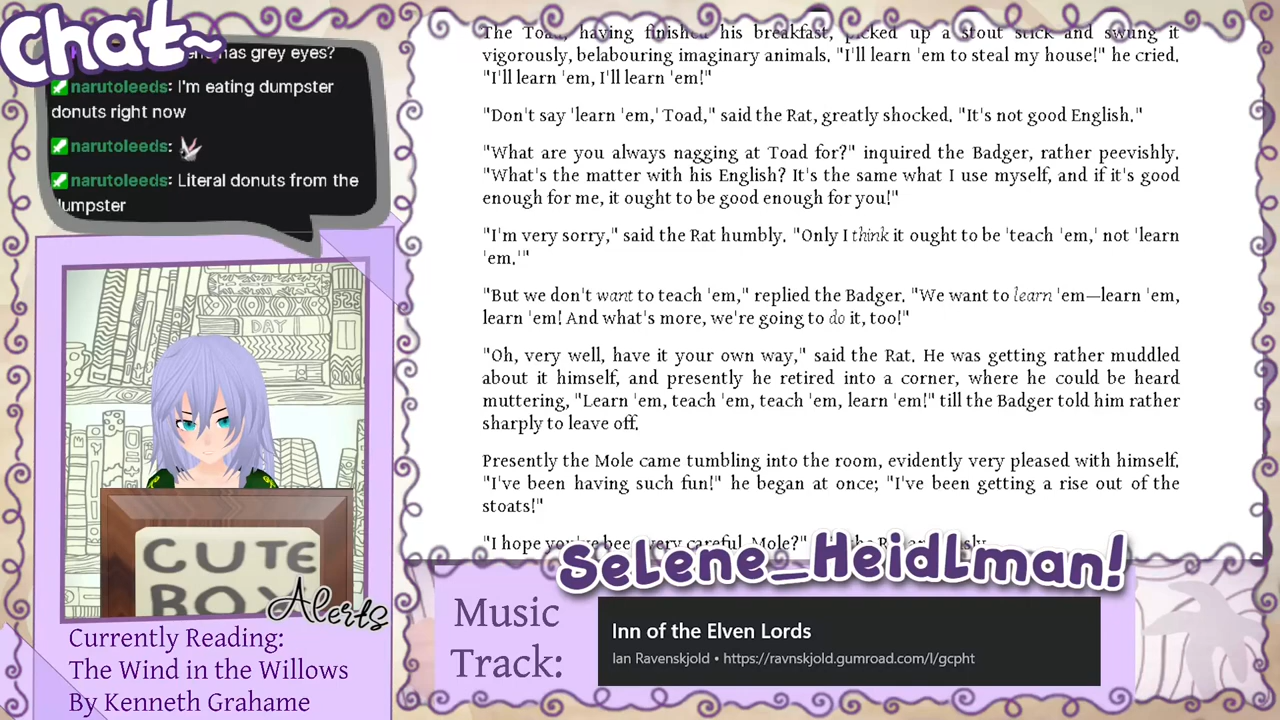 Chat~
has grey eyes?
narutoleeds: I'm eating dumpster
donuts right now
narutoleeds:
narutoleeds: Literal donuts from the
dumpster
DAY
CUTE
BOX
Alerts
Currently Reading:
The Wind in the Willows
By Kenneth Grahame
The Toad, having finished his breakfast, picked up a stout stick and swung it
vigorously, belabouring imaginary animals. "I'll learn 'em to steal my house!" he cried.
"I'll learn 'em, I'll learn 'em!"
"Don't say 'learn 'em,' Toad," said the Rat, greatly shocked. "It's not good English."
"What are you always nagging at Toad for?" inquired the Badger, rather peevishly.
"What's the matter with his English? It's the same what I use myself, and if it's good
enough for me, it ought to be good enough for you!"
"I'm very sorry," said the Rat humbly. "Only I think it ought to be 'teach 'em,' not 'learn
'em.'"
"But we don't want to teach 'em," replied the Badger. "We want to learn 'em—learn 'em,
learn 'em! And what's more, we're going to do it, too!"
"Oh, very well, have it your own way," said the Rat. He was getting rather muddled
about it himself, and presently he retired into a corner, where he could be heard
muttering, "Learn 'em, teach 'em, teach 'em, learn 'em!" till the Badger told him rather
sharply to leave off.
Presently the Mole came tumbling into the room, evidently very pleased with himself.
"I've been having such fun!" he began at once; "I've been getting a rise out of the
stoats!"
"I hope you've been very careful, Mole?"
Selene_Heidlman!
Music
Track:
Inn of the Elven Lords
Ian Ravenskjold • https://ravnskjold.gumroad.com/l/gcpht